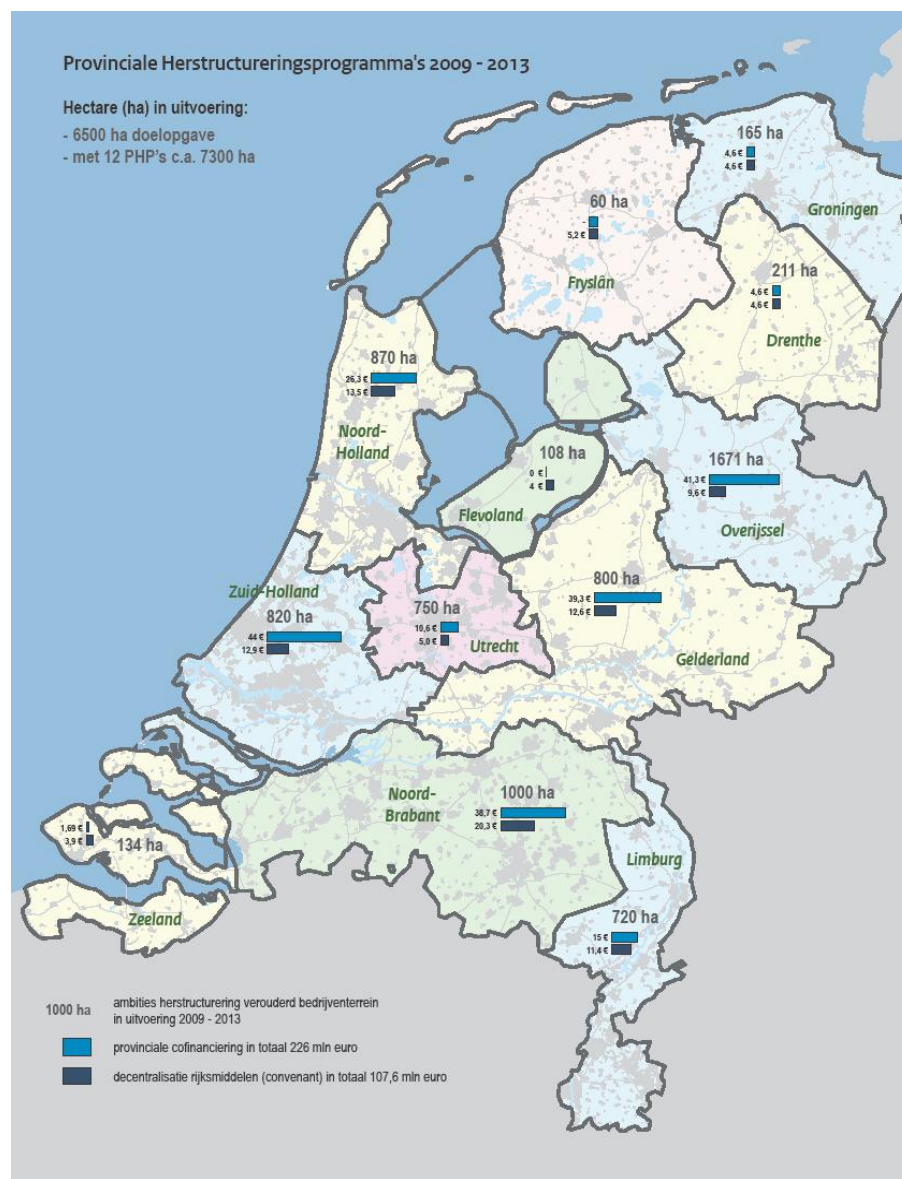 Provinciale Herstructureringsprogramma's 2009 - 2013
Hectare (ha) in uitvoering:
- 6500 ha doelopgave
- met 12 PHP's c.a. 7300 ha
165 ha
4,6 €
4,6 €
Groningen
60 ha
-
5,2 €
Fryslân
211 ha
4,6 €
4,6 €
Drenthe
870 ha
26,3 €
13,5 €
Noord-
Holland
108 ha
0 €
4 €
Flevoland
1671 ha
41,3 €
9,6 €
Overijssel
Zuid-Holland
820 ha
44 €
12,9 €
750 ha
10,6 €
5,0 €
Utrecht
800 ha
39,3 €
12,6 €
Gelderland
Noord-
Brabant
1000 ha
38,7 €
20,3 €
1,69 €
3,9 €
134 ha
Zeeland
Limburg
720 ha
15 €
11,4 €
1000 ha
ambities herstructurering verouderd bedrijventerrein
in uitvoering 2009 - 2013
provinciale cofinanciering in totaal 226 mln euro
decentralisatie rijksmiddelen (convenant) in totaal 107,6 mln euro